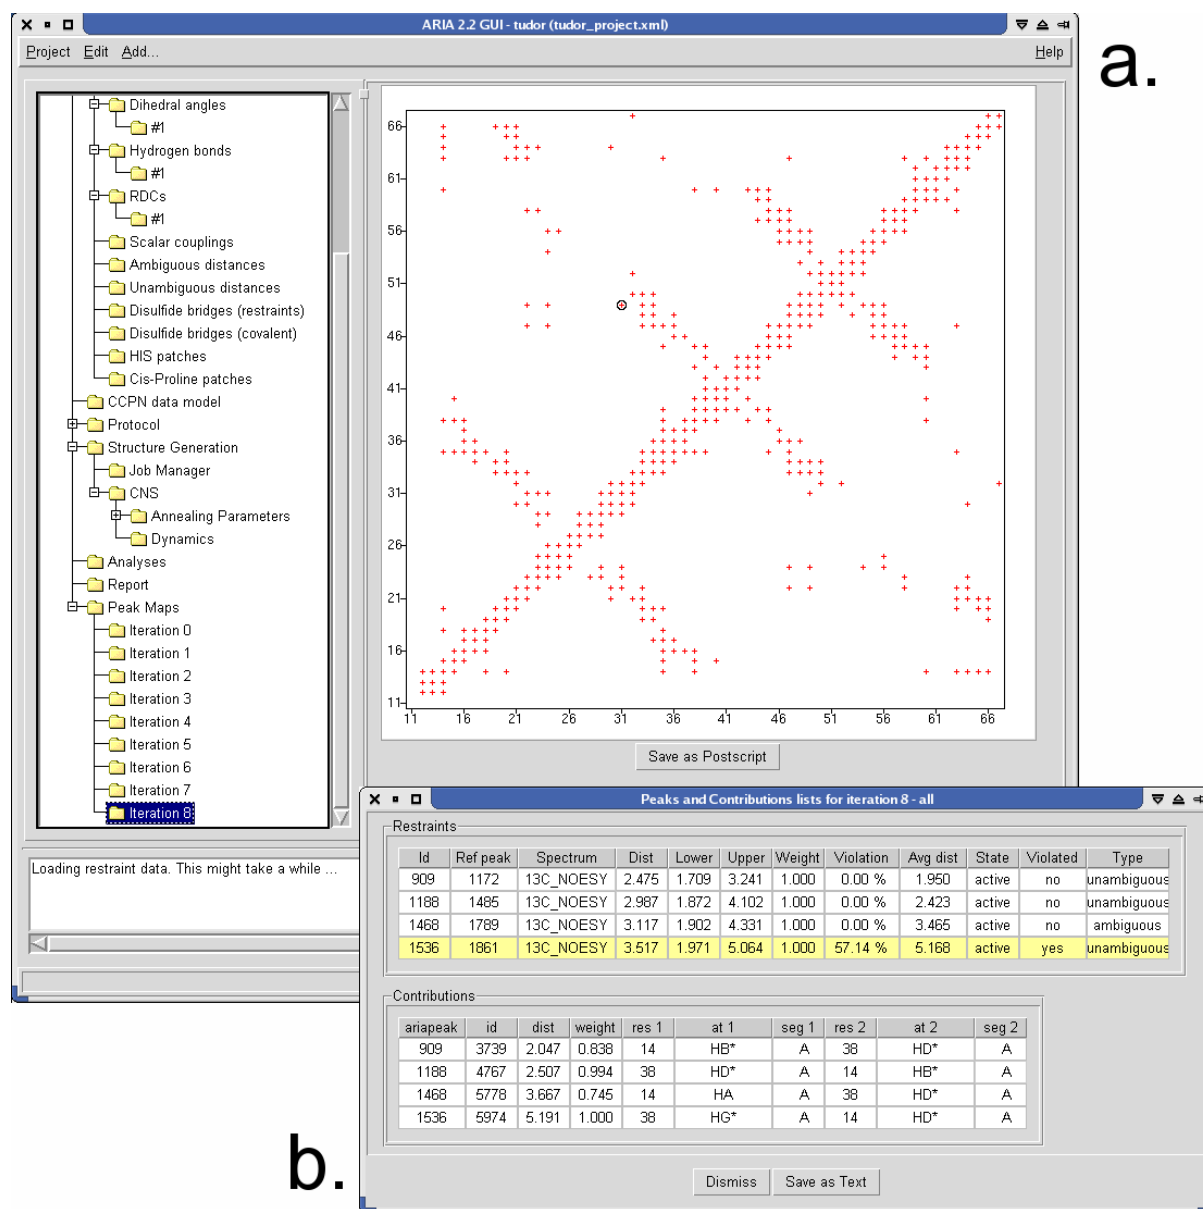 ARIA 2.2 GUI - tudor (tudor_project.xml)
Project Edit Add... Help
a.
Dihedral angles
#1
Hydrogen bonds
#1
RDCs
#1
Scalar couplings
Ambiguous distances
Unambiguous distances
Disulfide bridges (restraints)
Disulfide bridges (covalent)
HIS patches
Cis-Proline patches
CCPN data model
Protocol
Structure Generation
Job Manager
CNS
Annealing Parameters
Dynamics
Analyses
Report
Peak Maps
Iteration 0
Iteration 1
Iteration 2
Iteration 3
Iteration 4
Iteration 5
Iteration 6
Iteration 7
Iteration 8
66
61
56
51
46
41
36
31
26
21
16
11
11 16 21 26 31 36 41 46 51 56 61 66
Save as Postscript
Loading restraint data. This might take a while ...
Peaks and Contributions lists for iteration 8 - all
Restraints
Id Ref peak Spectrum Dist Lower Upper Weight Violation Avg dist State Violated Type
909 1172 13C_NOESY 2.475 1.709 3.241 1.000 0.00 % 1.950 active no unambiguous
1188 1485 13C_NOESY 2.987 1.872 4.102 1.000 0.00 % 2.423 active no unambiguous
1468 1789 13C_NOESY 3.117 1.902 4.331 1.000 0.00 % 3.465 active no ambiguous
1536 1861 13C_NOESY 3.517 1.971 5.064 1.000 57.14 % 5.168 active yes unambiguous
Contributions
ariapeak id dist weight res 1 at 1 seg 1 res 2 at 2 seg 2
909 3739 2.047 0.838 14 HB* A 38 HD* A
1188 4767 2.507 0.994 38 HD* A 14 HB* A
1468 5778 3.667 0.745 14 HA A 38 HD* A
1536 5974 5.191 1.000 38 HG* A 14 HD* A
b.
Dismiss Save as Text